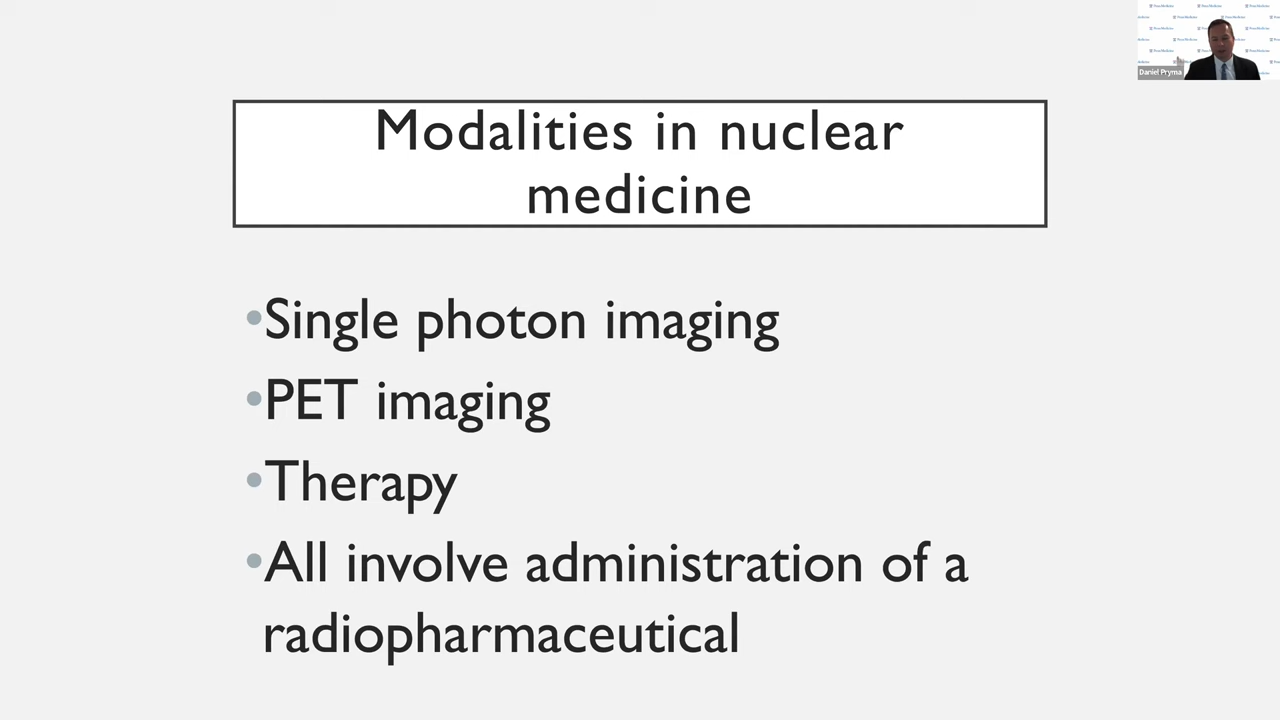 Modalities in nuclear
medicine
•Single photon imaging
•PET imaging
•Therapy
•All involve administration of a
radiopharmaceutical
Daniel Pryma